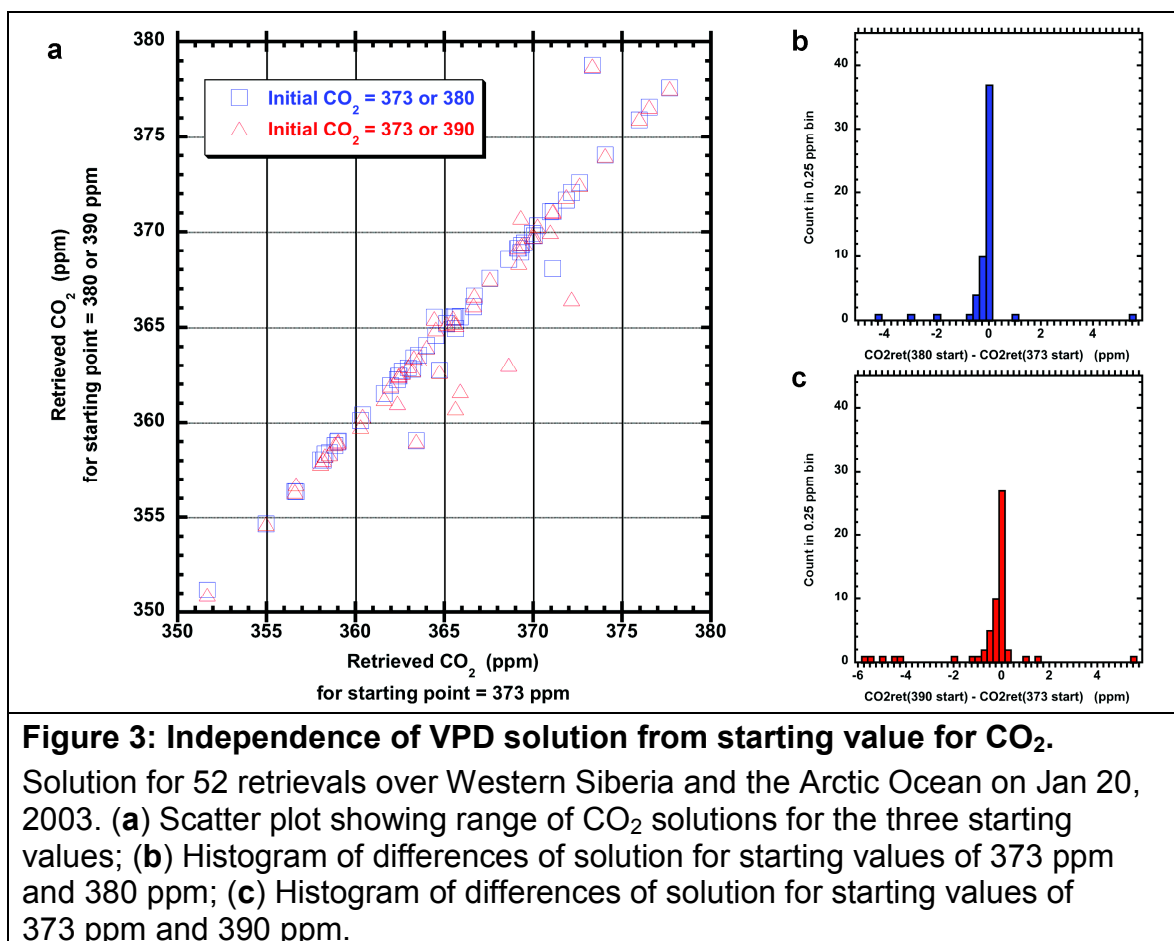 a
380
375
370
365
360
355
350
350
355
360
365
370
375
380
Retrieved CO2 (ppm)
for starting point = 380 or 390 ppm
Initial CO2 = 373 or 380
Initial CO2 = 373 or 390
Retrieved CO2 (ppm)
for starting point = 373 ppm
b
Count in 0.25 ppm bin
40
30
20
10
0
-4
-2
0
2
4
CO2ret(380 start) - CO2ret(373 start) (ppm)
c
Count in 0.25 ppm bin
40
30
20
10
0
-6
-4
-2
0
2
4
CO2ret(390 start) - CO2ret(373 start) (ppm)
Figure 3: Independence of VPD solution from starting value for CO2.
Solution for 52 retrievals over Western Siberia and the Arctic Ocean on Jan 20,
2003. (a) Scatter plot showing range of CO2 solutions for the three starting
values; (b) Histogram of differences of solution for starting values of 373 ppm
and 380 ppm; (c) Histogram of differences of solution for starting values of
373 ppm and 390 ppm.